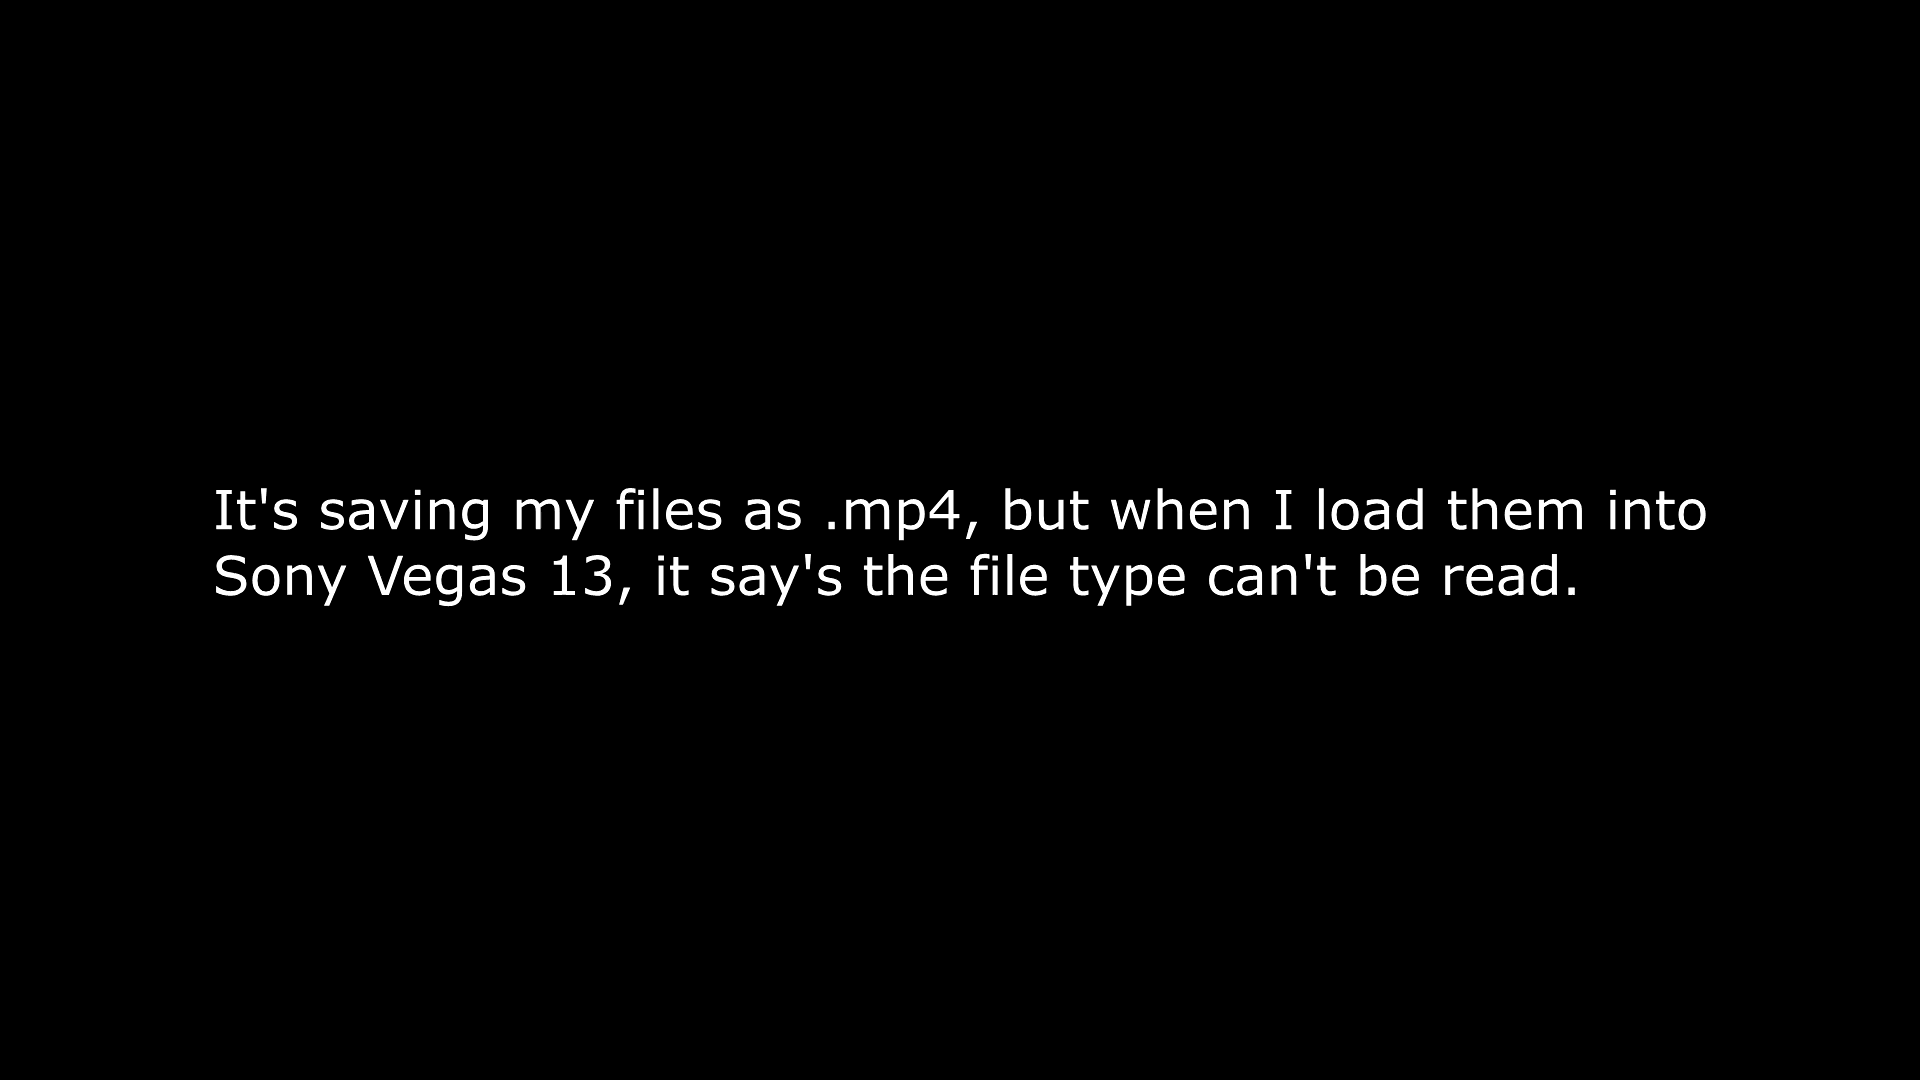 It's saving my files as .mp4, but when I load them into
Sony Vegas 13, it say's the file type can't be read.